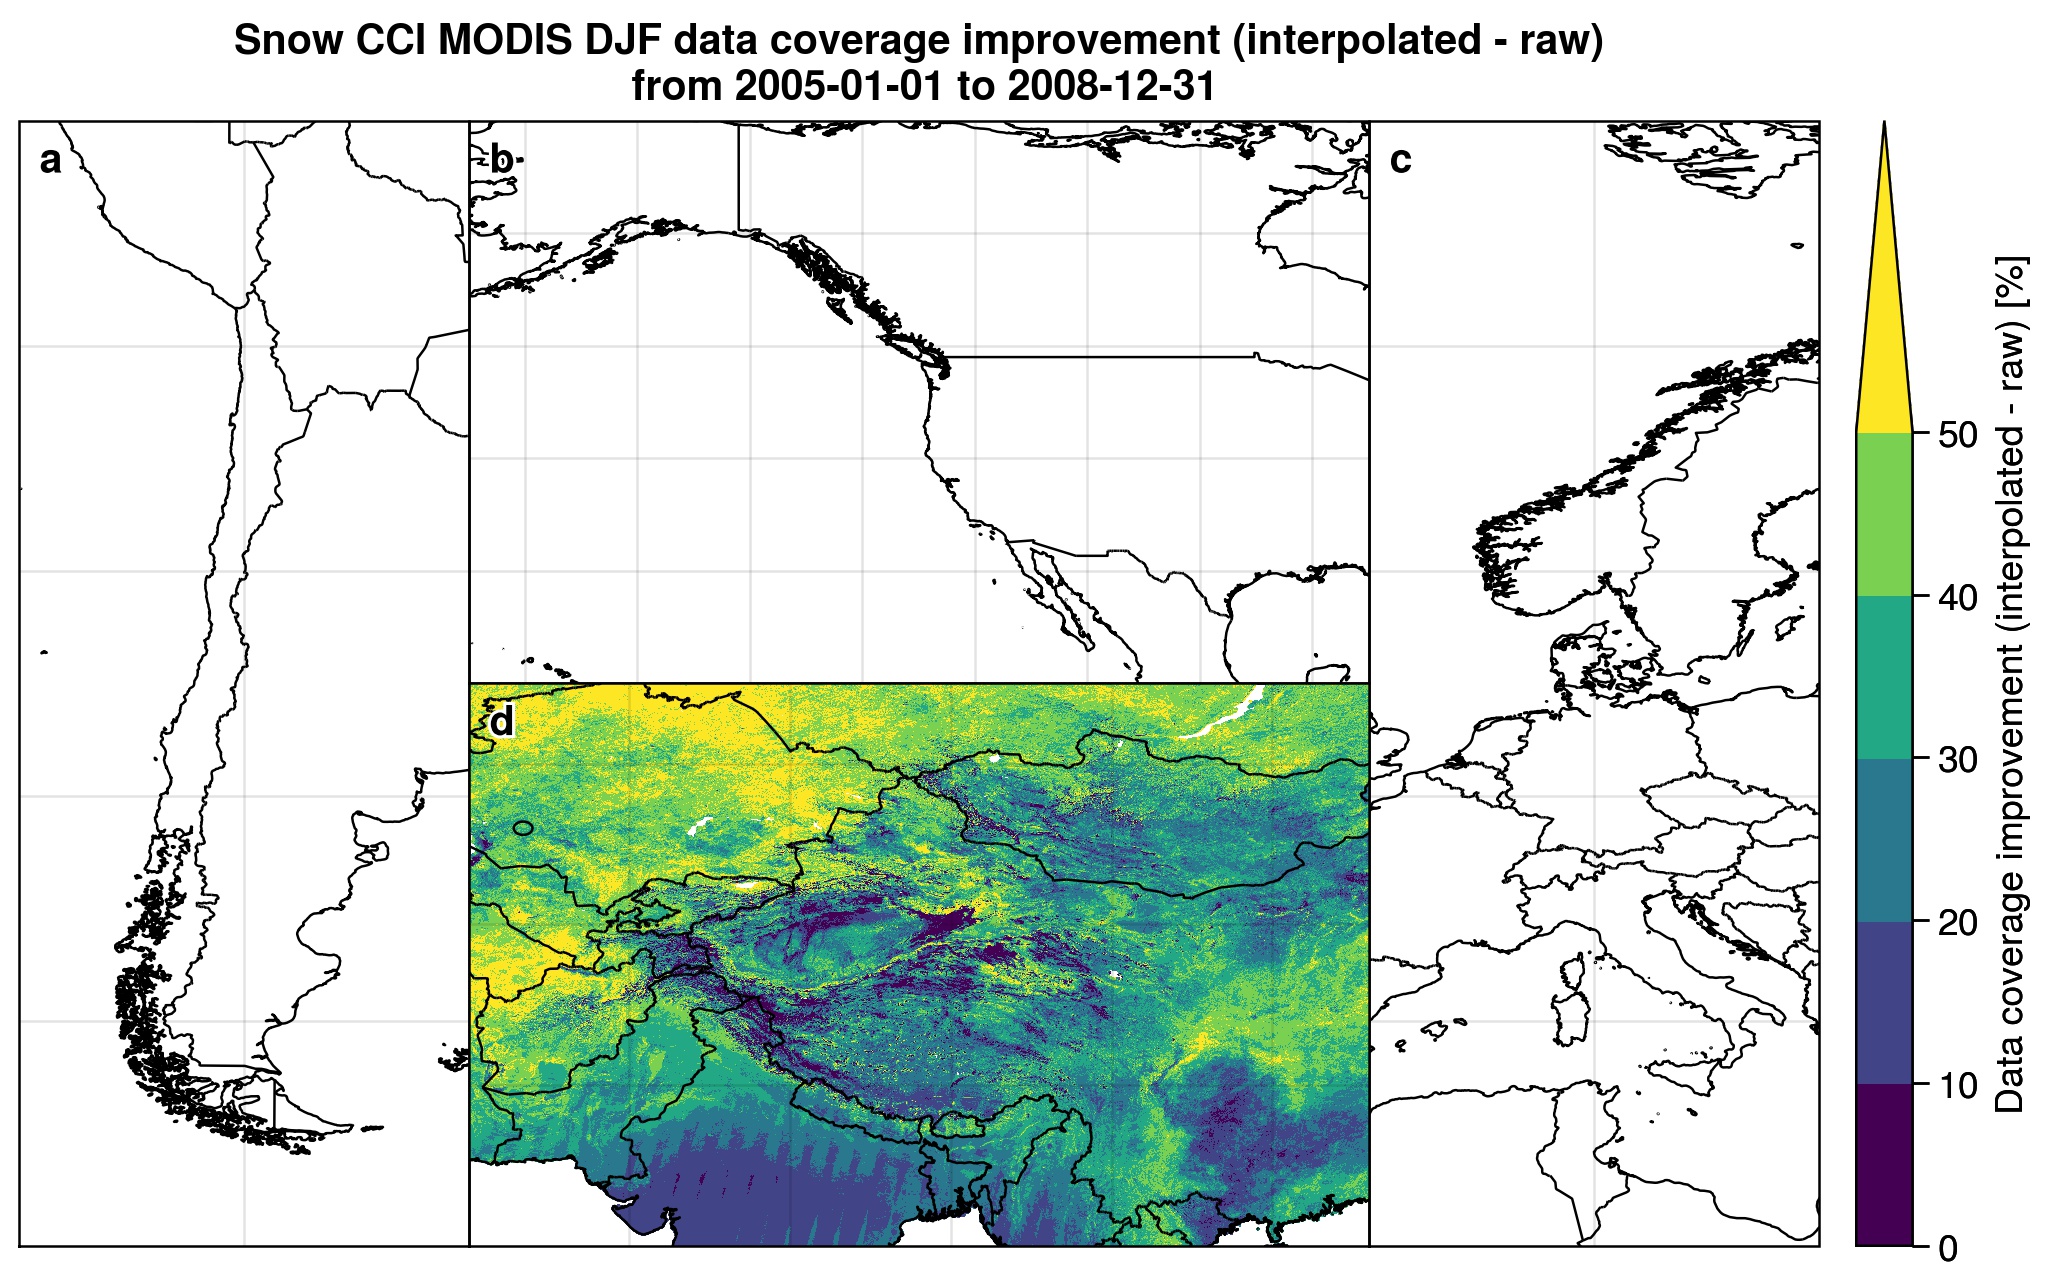 Snow CCI MODIS DJF data coverage improvement (interpolated - raw)
from 2005-01-01 to 2008-12-31
a
b
c
d
50
40
30
20
10
0
Data coverage improvement (interpolated - raw) [%]